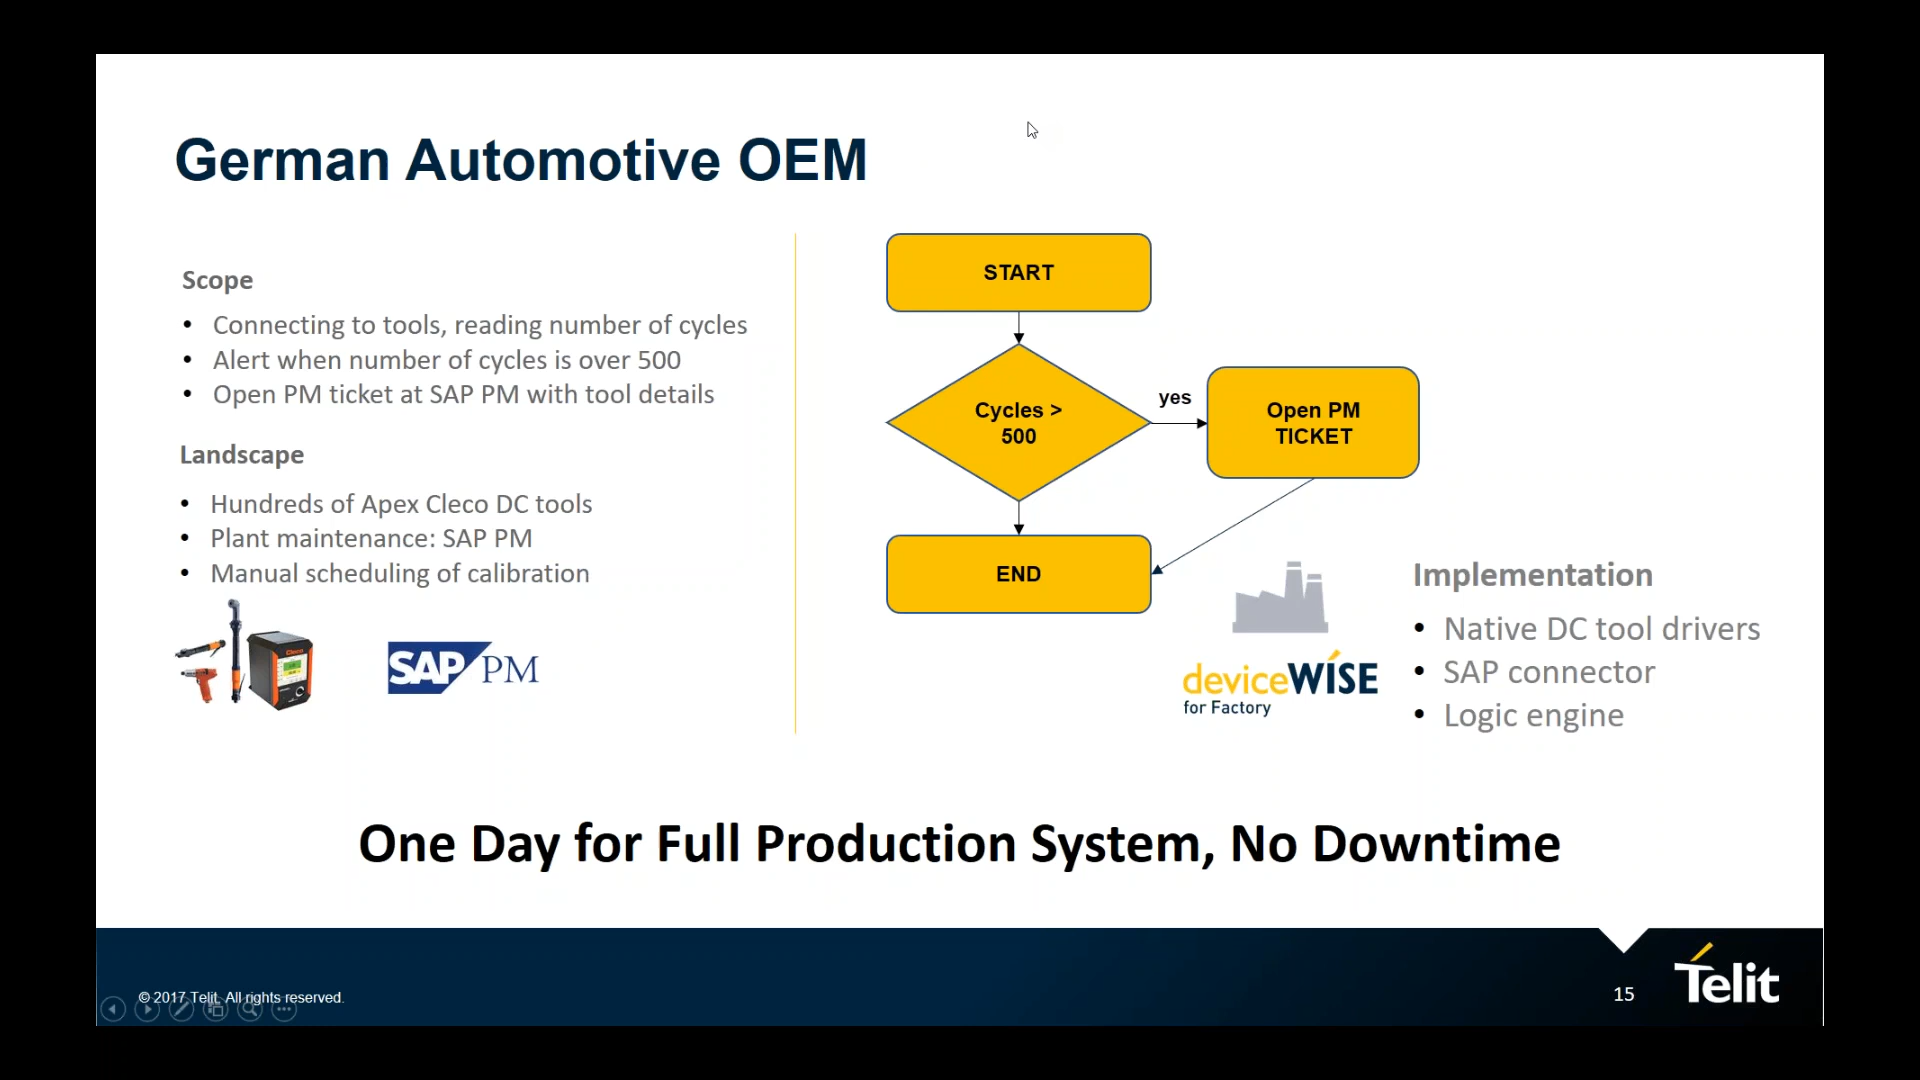 German Automotive OEM
Scope
• Connecting to tools, reading number of cycles
• Alert when number of cycles is over 500
• Open PM ticket at SAP PM with tool details
Landscape
• Hundreds of Apex Cleco DC tools
• Plant maintenance: SAP PM
• Manual scheduling of calibration
Cleco
SAP PM
START
Cycles >
500
yes
Open PM
TICKET
END
deviceWISE
for Factory
Implementation
• Native DC tool drivers
• SAP connector
• Logic engine
One Day for Full Production System, No Downtime
© 2017 Telit. All rights reserved.
15
Telit